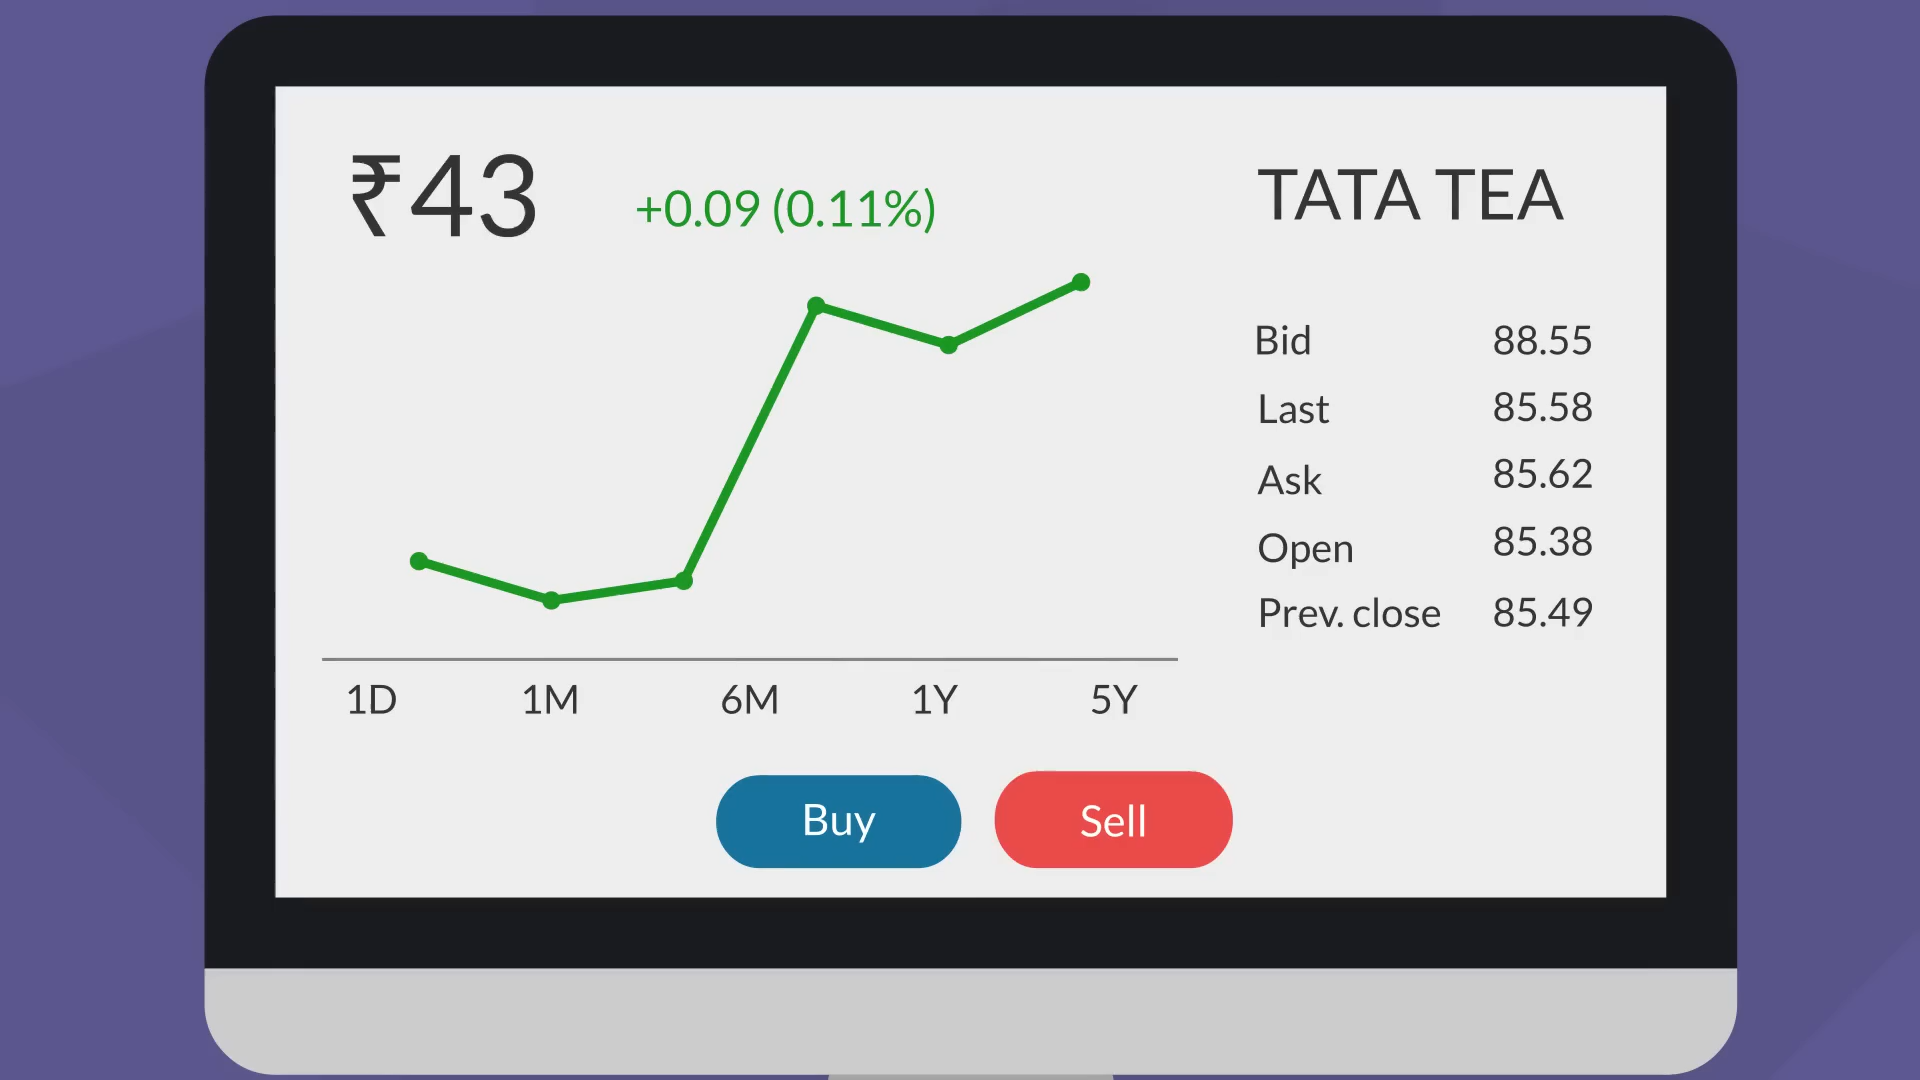 ₹43
+0.09 (0.11%)
TATA TEA
Bid 88.55
Last 85.58
Ask 85.62
Open 85.38
Prev. close 85.49
1D 1M 6M 1Y 5Y
Buy Sell